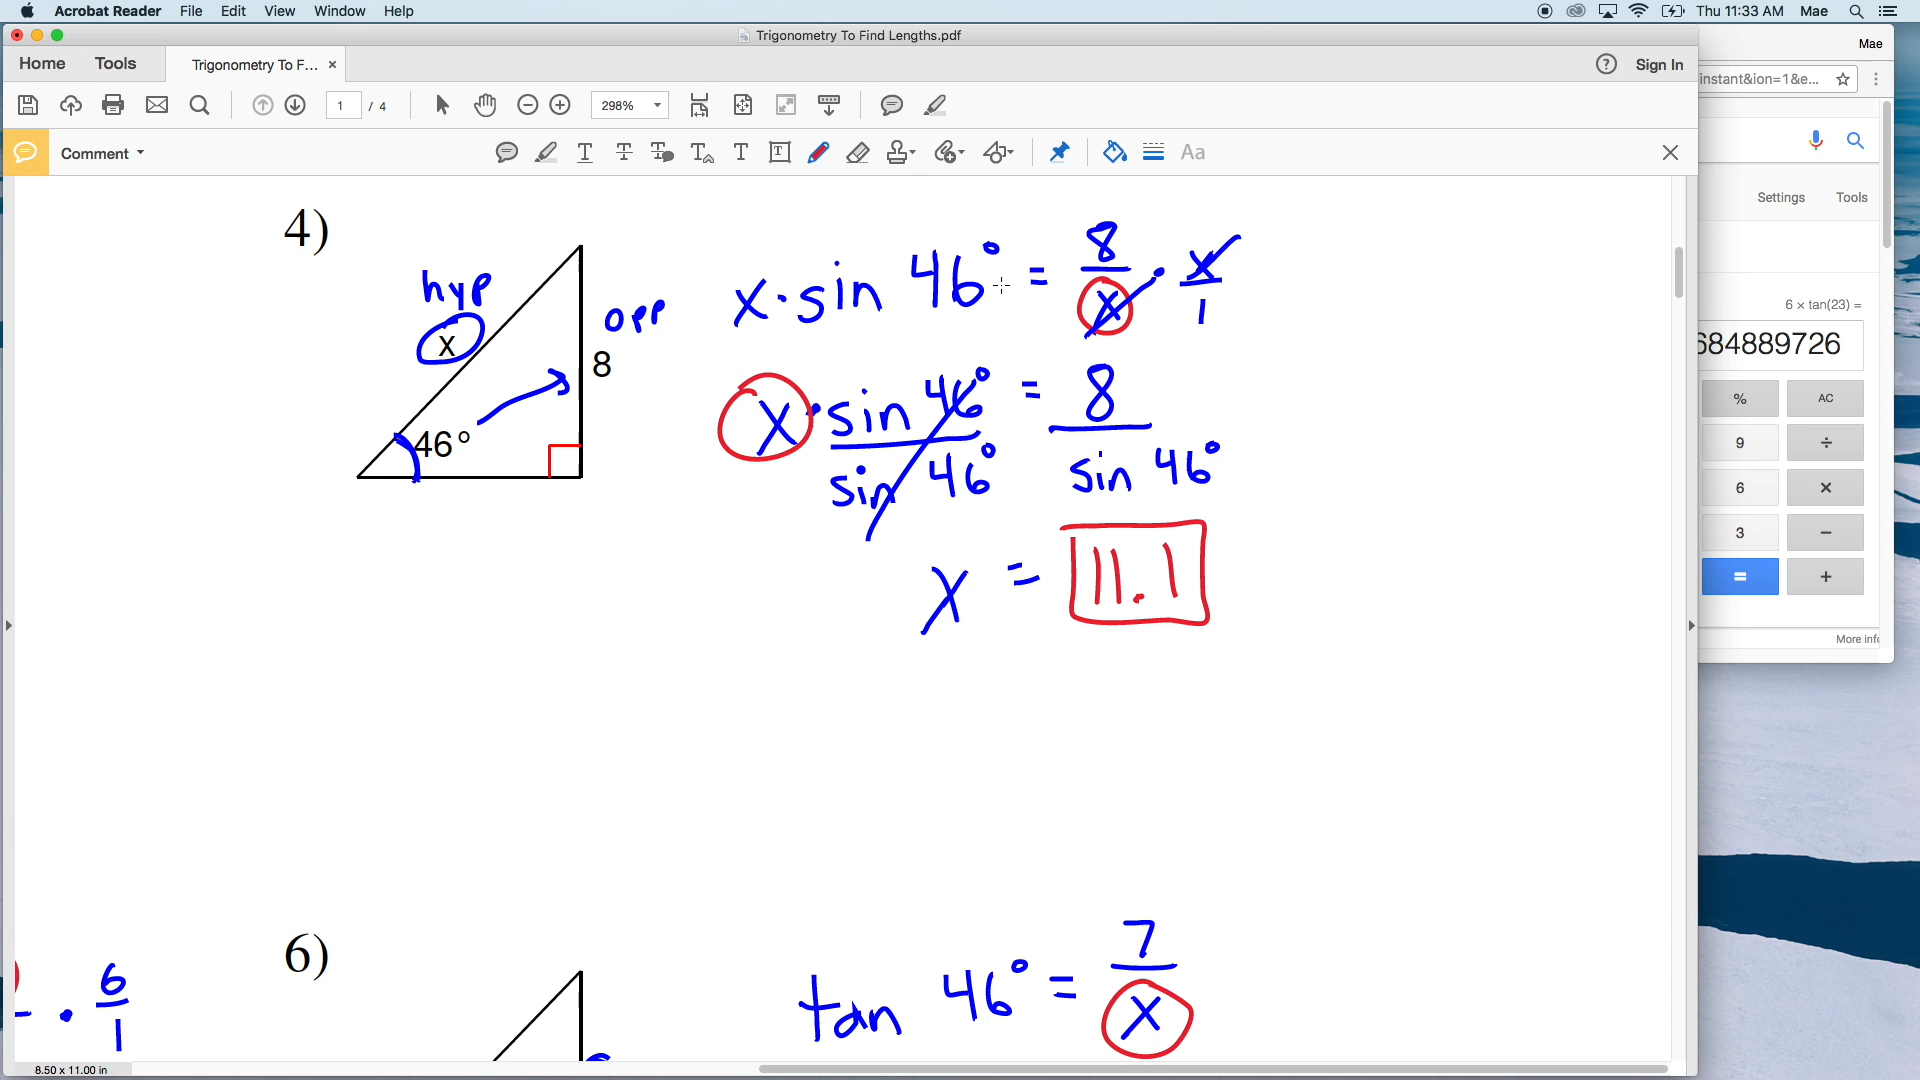 Acrobat Reader File Edit View Window Help Thu 11:33 AM Mae
Trigonometry To Find Lengths.pdf
Mae
Home Tools Trigonometry To F... × ? Sign In
instant&ion=1&e...
1 / 4 298%
Comment Aa
Settings Tools
4)
hyp
x
opp
8
46°
x · sin 46° = 8/x · x/1
x · sin 46°/sin 46° = 8/sin 46°
x = 11.1
6 × tan(23) =
684889726
% AC
9 ÷
6 ×
3 −
= +
More info
6)
· 6/1
tan 46° = 7/x
8.50 x 11.00 in